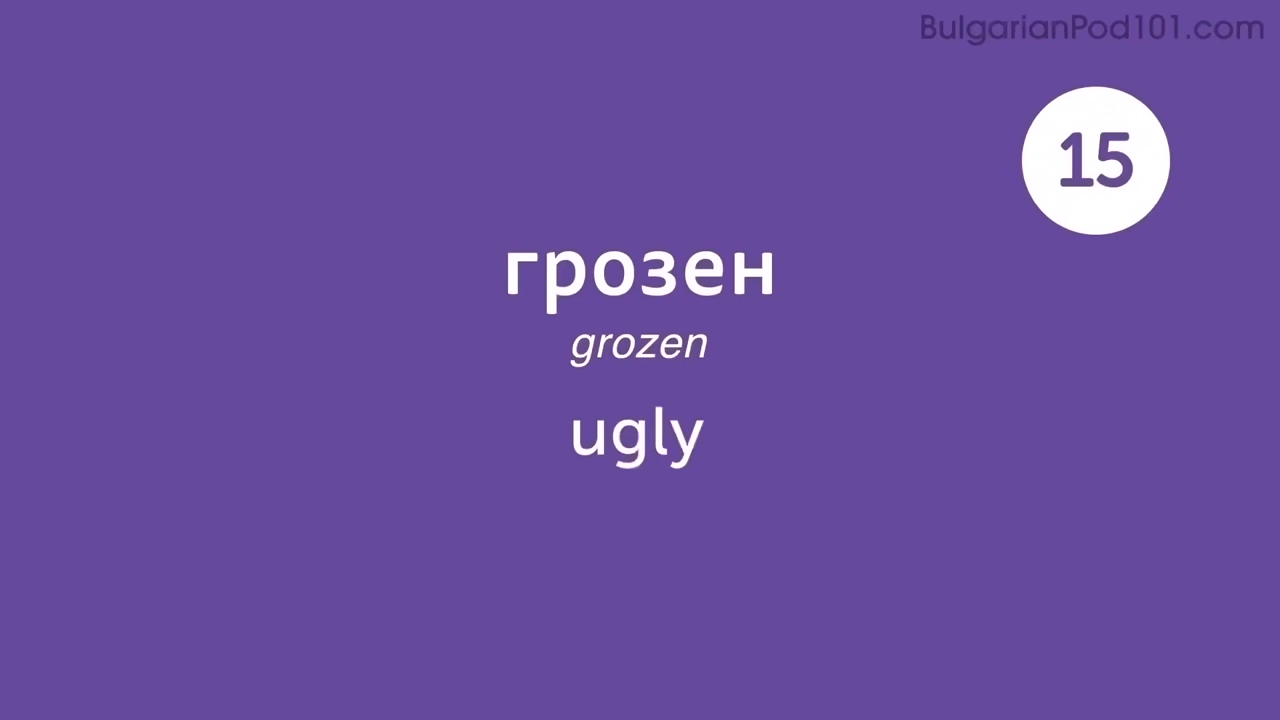 BulgarianPod101.com
15
грозен
grozen
ugly